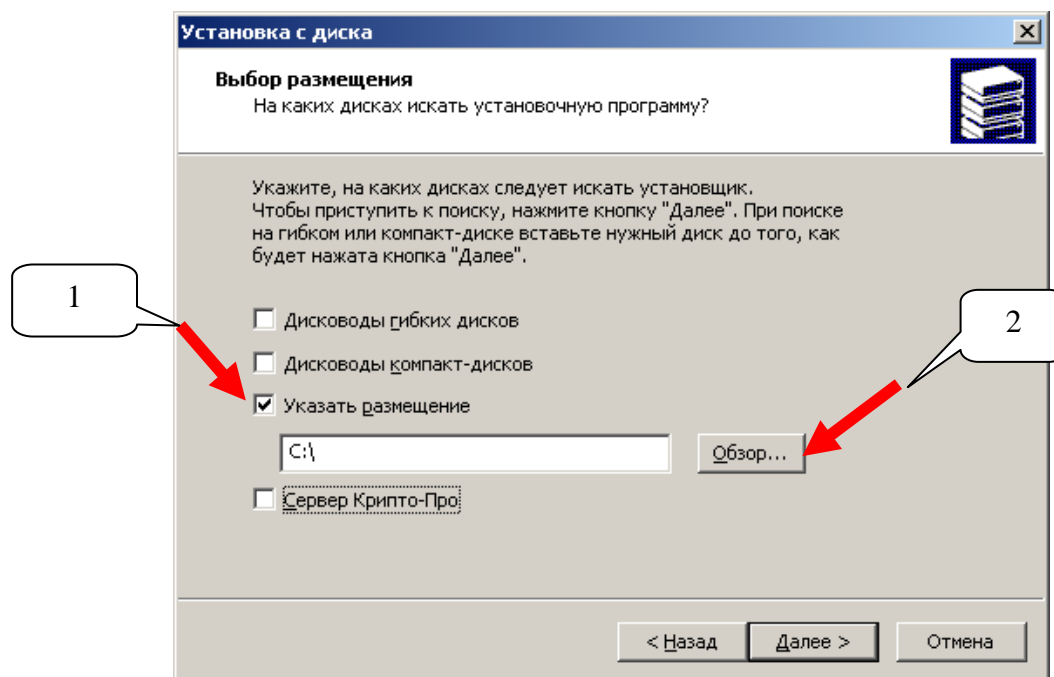 Установка с диска
Выбор размещения
На каких дисках искать установочную программу?
Укажите, на каких дисках следует искать установщик.
Чтобы приступить к поиску, нажмите кнопку "Далее". При поиске
на гибком или компакт-диске вставьте нужный диск до того, как
будет нажата кнопка "Далее".
1
Дисководы гибких дисков
2
Дисководы компакт-дисков
Указать размещение
C:\
Обзор...
Сервер Крипто-Про
< Назад
Далее >
Отмена